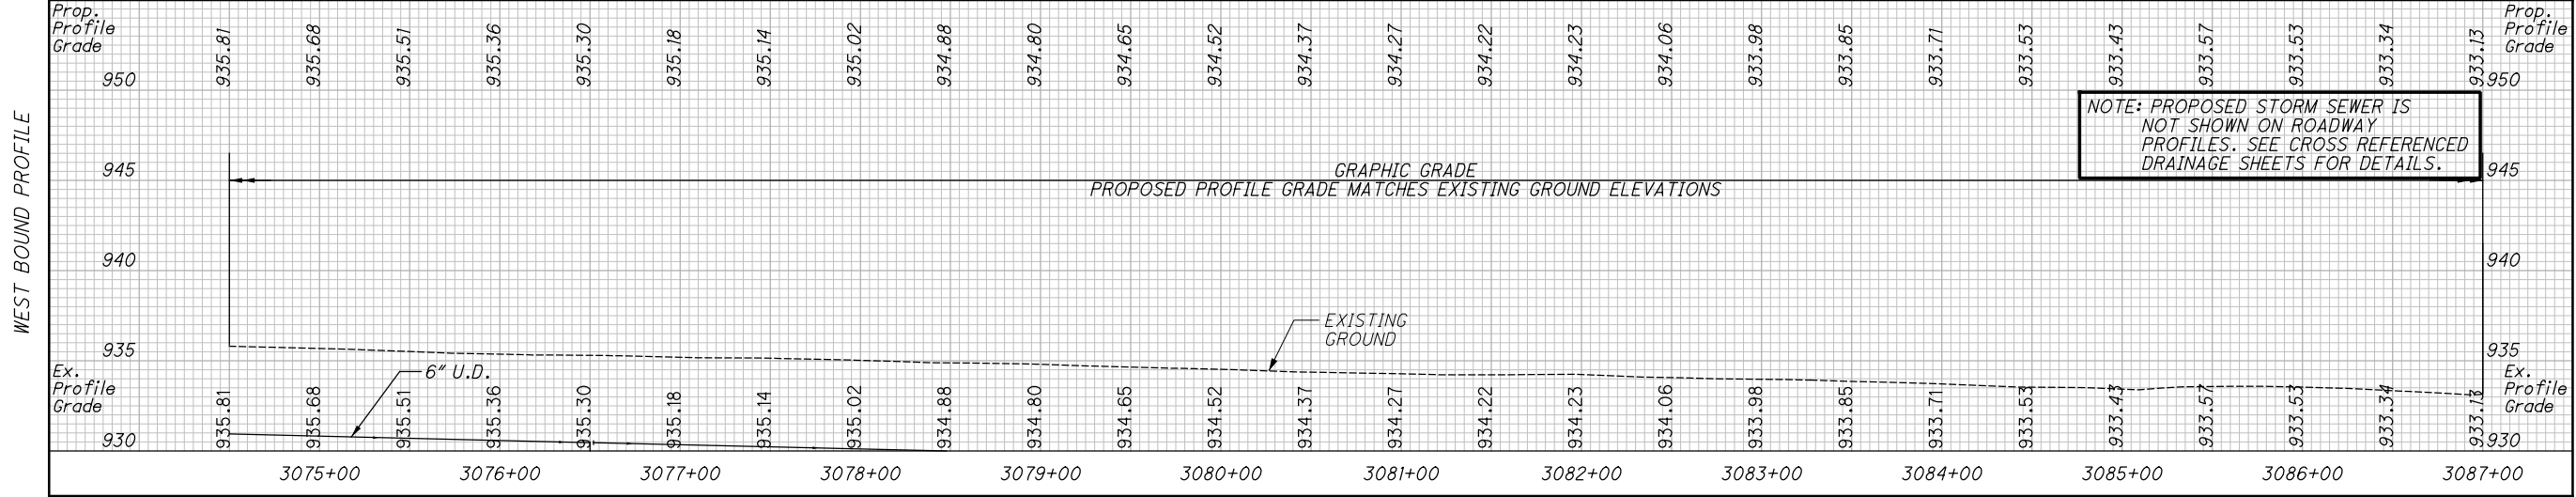 Prop.
Profile
Grade
935.81 935.68 935.51 935.36 935.30 935.18 935.14 935.02 934.88 934.80 934.65 934.52 934.37 934.27 934.22 934.23 934.06 933.98 933.85 933.71 933.53 933.43 933.57 933.53 933.34 933.13
Prop.
Profile
Grade
950
950
NOTE: PROPOSED STORM SEWER IS
NOT SHOWN ON ROADWAY
PROFILES. SEE CROSS REFERENCED
DRAINAGE SHEETS FOR DETAILS.
WEST BOUND PROFILE
945
GRAPHIC GRADE
945
PROPOSED PROFILE GRADE MATCHES EXISTING GROUND ELEVATIONS
940
940
EXISTING
GROUND
935
935
Ex.
Profile
Grade
6" U.D.
Ex.
Profile
Grade
935.81 935.68 935.51 935.36 935.30 935.18 935.14 935.02 934.88 934.80 934.65 934.52 934.37 934.27 934.22 934.23 934.06 933.98 933.85 933.71 933.53 933.43 933.57 933.53 933.34 933.13
930
930
3075+00 3076+00 3077+00 3078+00 3079+00 3080+00 3081+00 3082+00 3083+00 3084+00 3085+00 3086+00 3087+00